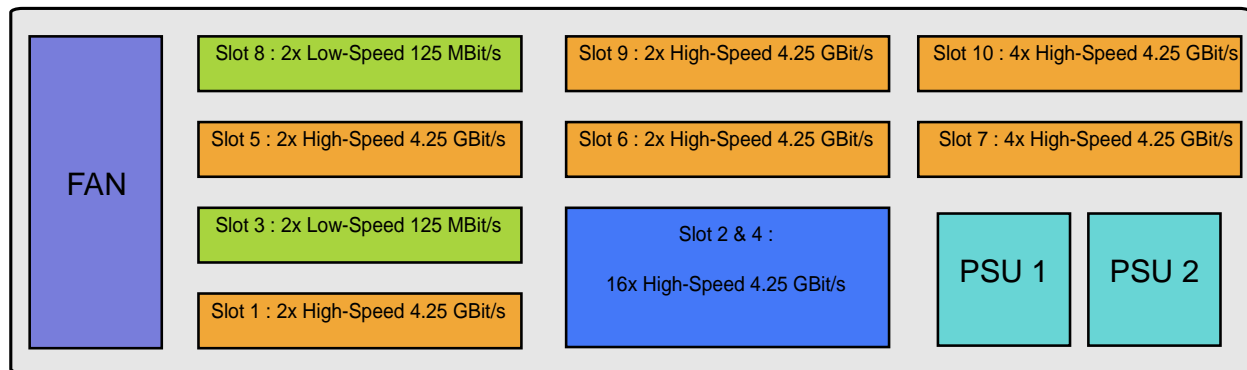 Slot 8 : 2x Low-Speed 125 MBit/s
Slot 9 : 2x High-Speed 4.25 GBit/s
Slot 10 : 4x High-Speed 4.25 GBit/s
Slot 5 : 2x High-Speed 4.25 GBit/s
Slot 6 : 2x High-Speed 4.25 GBit/s
Slot 7 : 4x High-Speed 4.25 GBit/s
FAN
Slot 3 : 2x Low-Speed 125 MBit/s
Slot 2 & 4 :
16x High-Speed 4.25 GBit/s
PSU 1
PSU 2
Slot 1 : 2x High-Speed 4.25 GBit/s